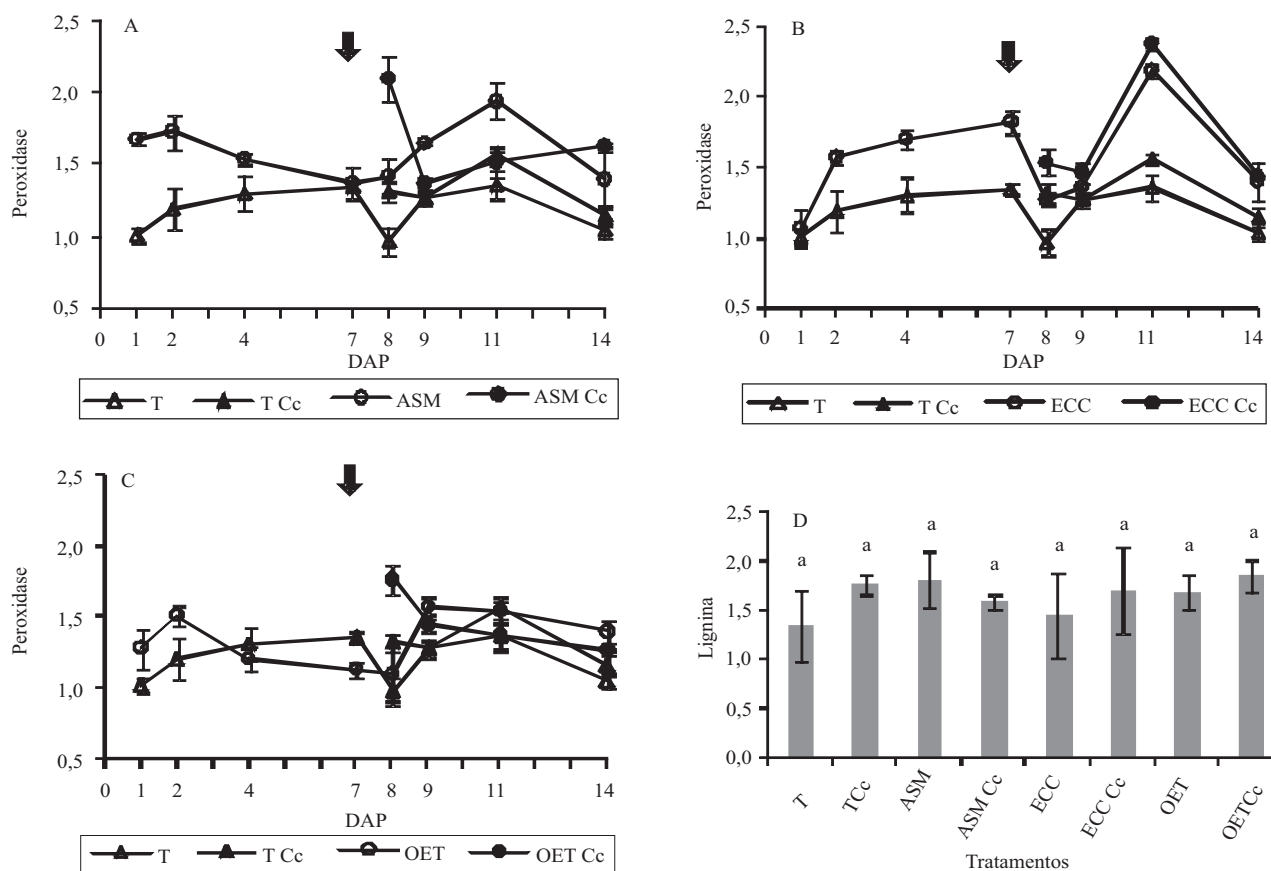 A
Peroxidase
2,5
2,0
1,5
1,0
0,5
0 1 2 4 7 8 9 11 14
DAP
T T Cc ASM ASM Cc
B
Peroxidase
2,5
2,0
1,5
1,0
0,5
0 1 2 4 7 8 9 11 14
DAP
T T Cc ECC ECC Cc
C
Peroxidase
2,5
2,0
1,5
1,0
0,5
0 1 2 4 7 8 9 11 14
DAP
T T Cc OET OET Cc
D
Lignina
2,5
2,0
1,5
1,0
0,5
0,0
a a a a a a a a
T TCc ASM ASM Cc ECC ECC Cc OET OETCc
Tratamentos